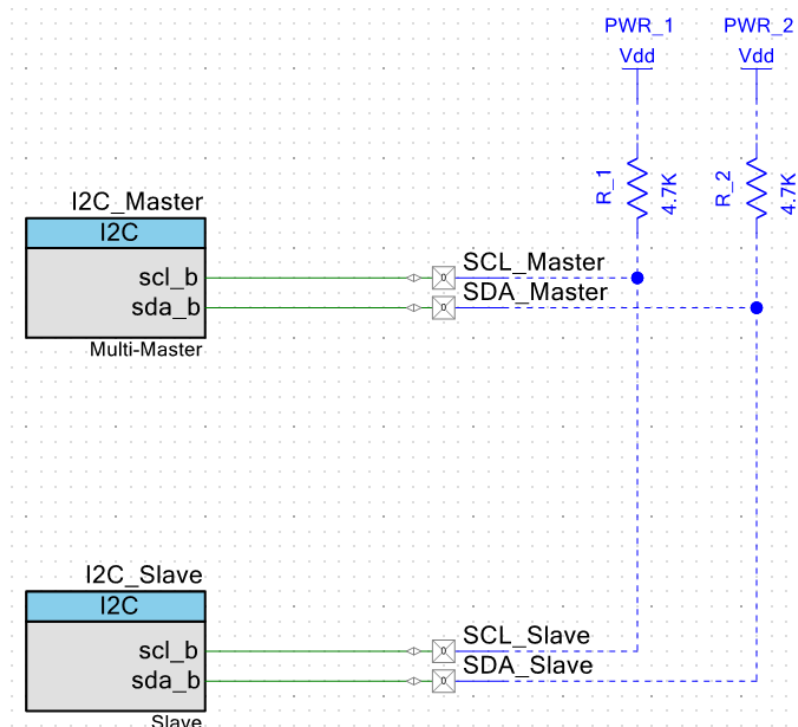 PWR_1
PWR_2
Vdd
Vdd
R_1
4.7K
R_2
4.7K
I2C_Master
I2C
scl_b
sda_b
Multi-Master
SCL_Master
SDA_Master
I2C_Slave
I2C
scl_b
sda_b
Slave
SCL_Slave
SDA_Slave